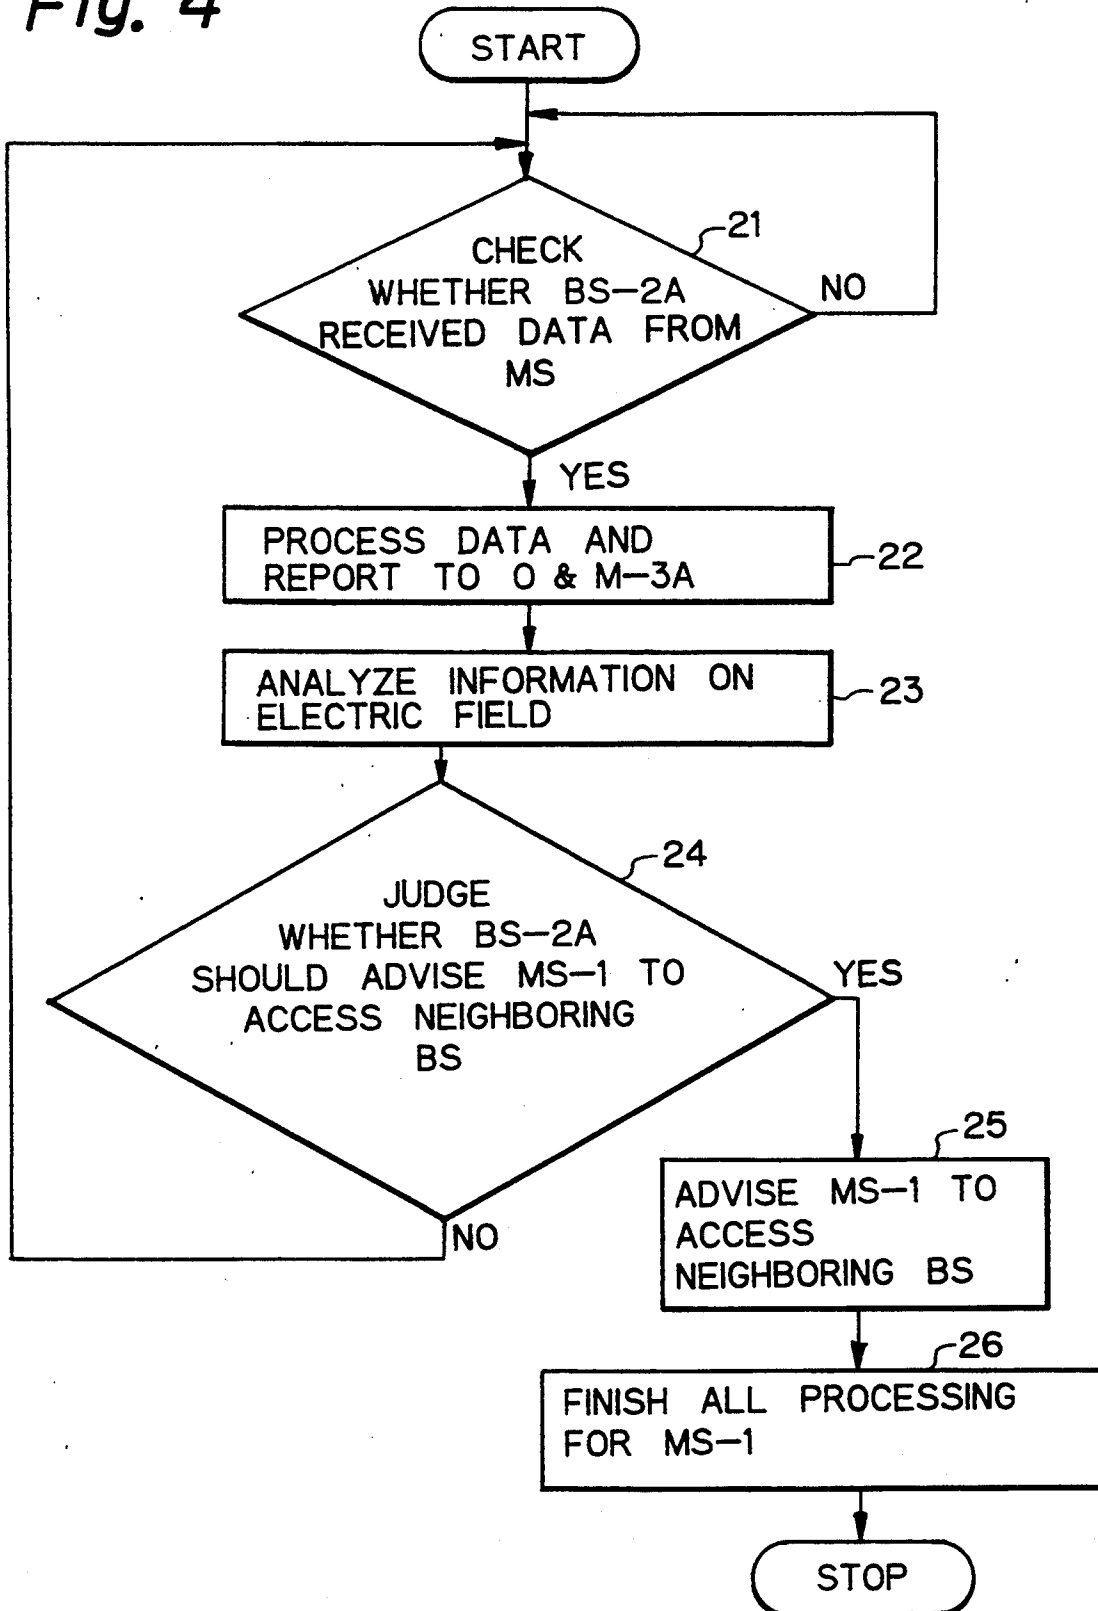 Fig. 4
START
21
CHECK
WHETHER BS-2A
RECEIVED DATA FROM
MS
NO
YES
PROCESS DATA AND
REPORT TO O & M-3A
22
ANALYZE INFORMATION ON
ELECTRIC FIELD
23
24
JUDGE
WHETHER BS-2A
SHOULD ADVISE MS-1 TO
ACCESS NEIGHBORING
BS
YES
NO
25
ADVISE MS-1 TO
ACCESS
NEIGHBORING BS
26
FINISH ALL PROCESSING
FOR MS-1
STOP